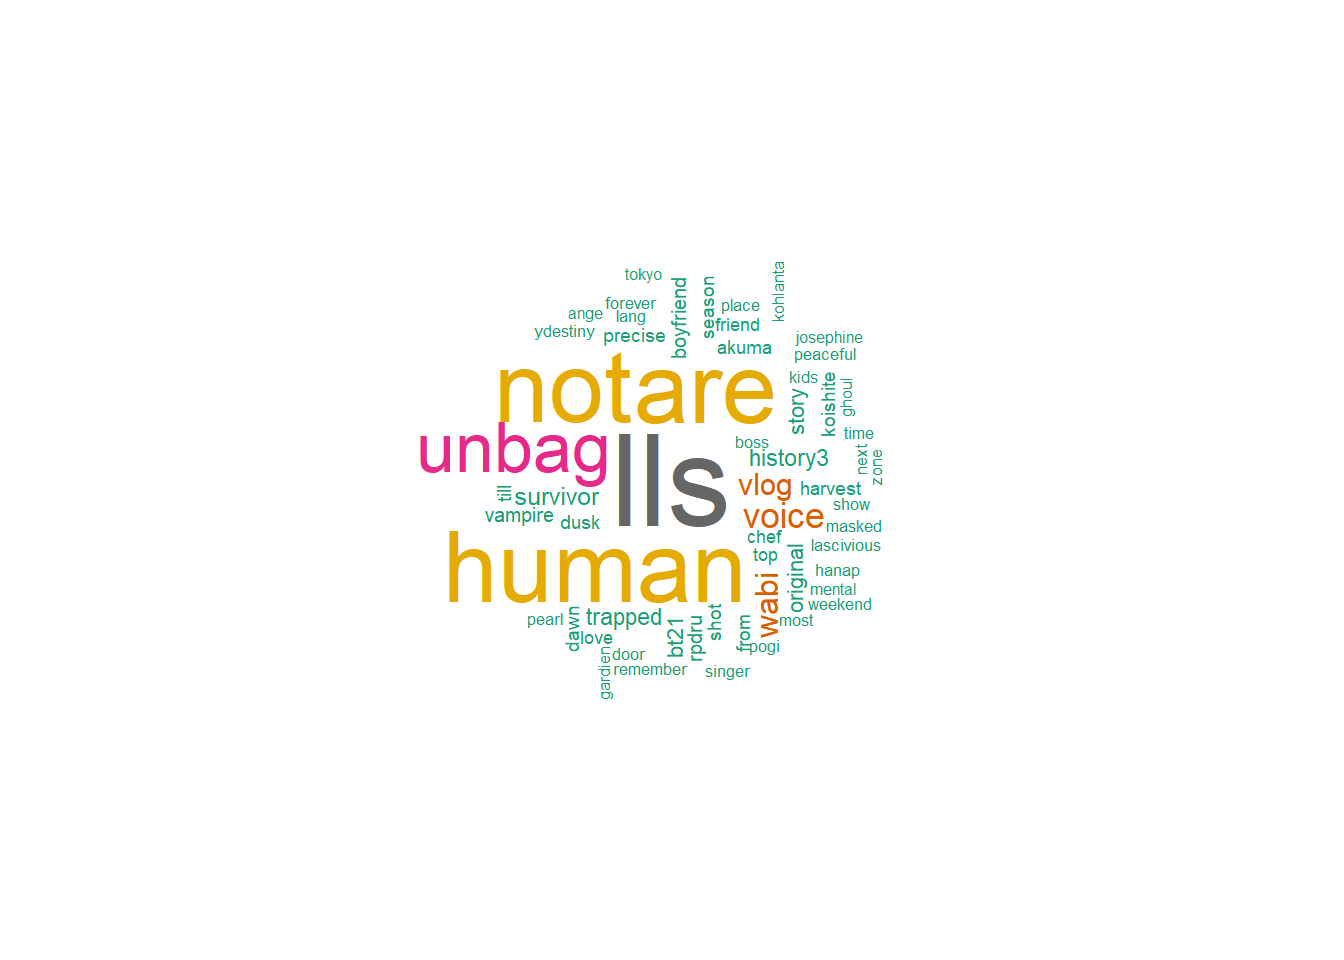 tokyo
kohlanta
forever
ange
lang
ydestiny
precise
boyfriend
season
place
friend
akuma
josephine
peaceful
notare
kids
story
koishite
ghoul
time
unbag
lls
boss
history3
next
zone
till
survivor
vlog
harvest
show
vampire
dusk
voice
masked
human
chef
top
original
lascivious
hanap
mental
wabi
weekend
pearl
dawn
trapped
love
bt21
rpdru
shot
from
most
pogi
door
gardien
remember
singer